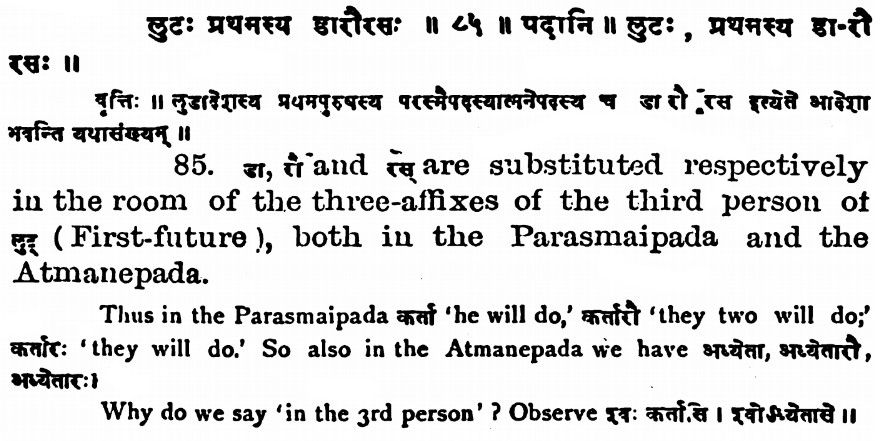 लुटः प्रथमस्य डारौरसः ॥ ८५ ॥ पदानि ॥ लुटः , प्रथमस्य डा-रौ
रसः ॥
वृत्तिः ॥ लुडादेशस्य प्रथमपुरुषस्य परस्मैपदस्यात्मनेपदस्य च डा रौ रस इत्येते आदेशा
भवन्ति यथासंख्यम् ॥
85. डा, रौ and रस् are substituted respectively
in the room of the three-affixes of the third person of
लुट् ( First-future ), both in the Parasmaipada and the
Atmanepada.
Thus in the Parasmaipada कर्ता 'he will do,' कर्तारौ 'they two will do;'
कर्तारः 'they will do.' So also in the Atmanepada we have अध्येता, अध्येतारौ,
अध्येतारः।
Why do we say 'in the 3rd person' ? Observe श्वः कर्तासि । श्वोऽध्येतासे ॥